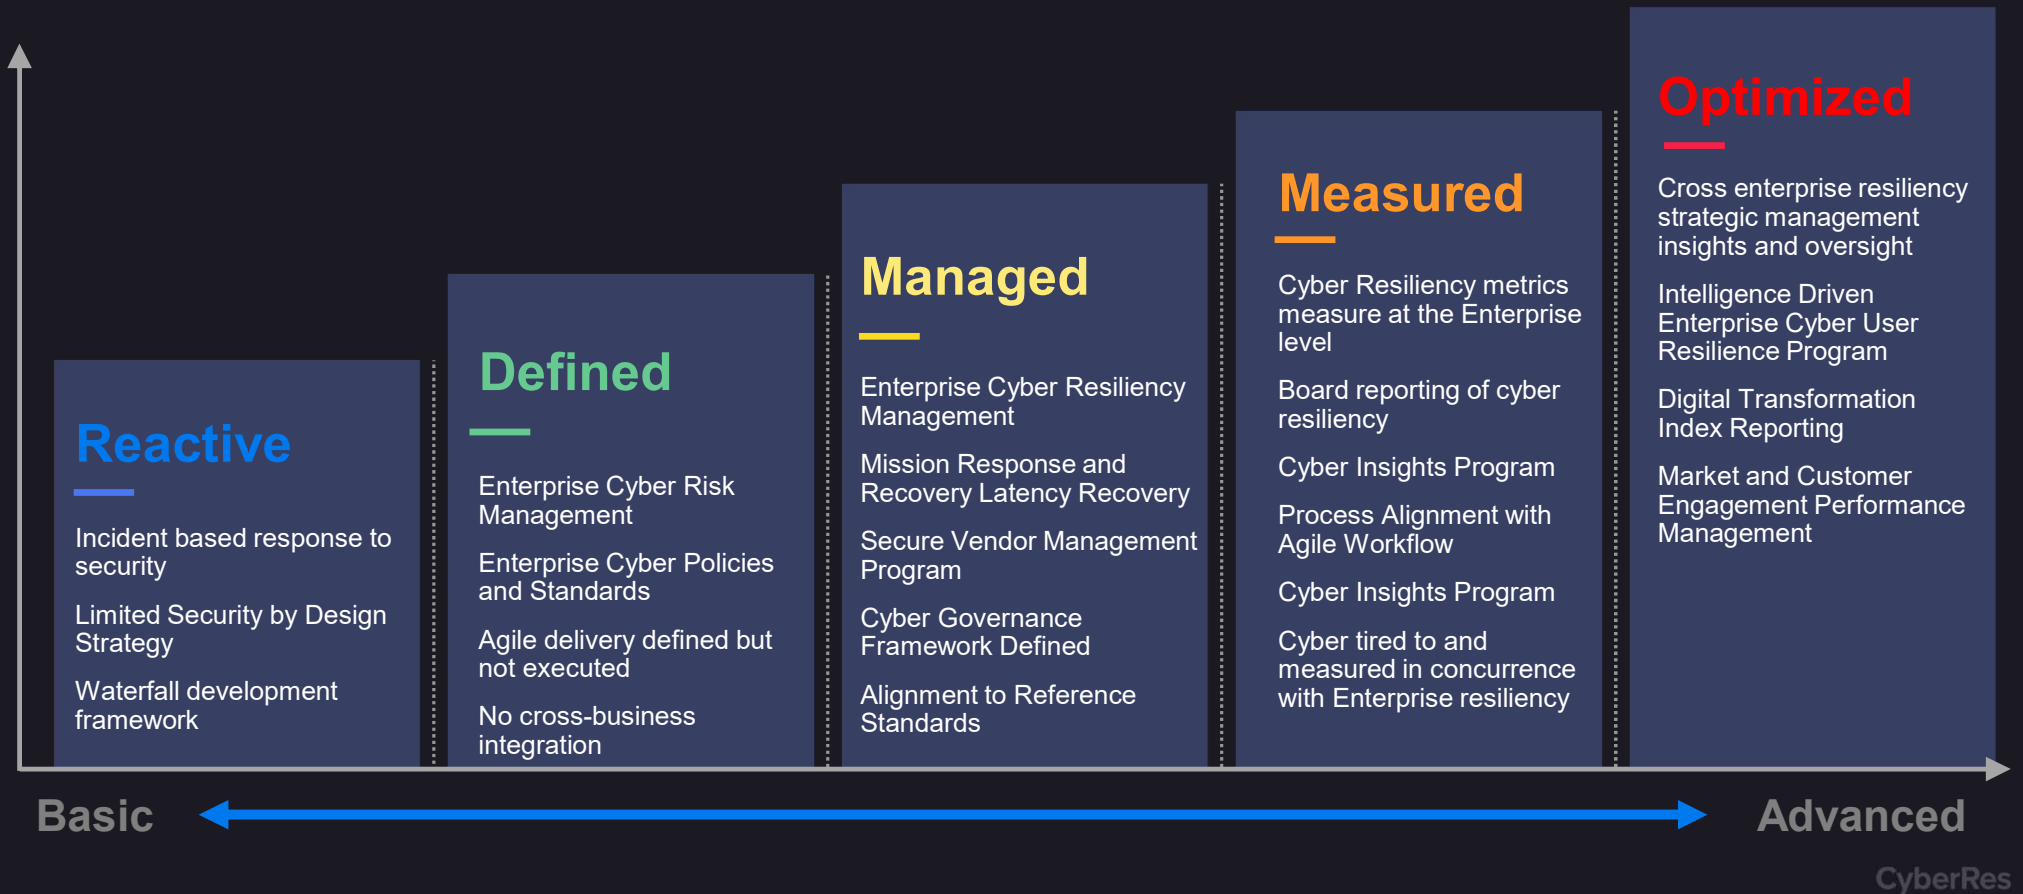 Reactive
Incident based response to
security
Limited Security by Design
Strategy
Waterfall development
framework
Defined
Enterprise Cyber Risk
Management
Enterprise Cyber Policies
and Standards
Agile delivery defined but
not executed
No cross-business
integration
Managed
Enterprise Cyber Resiliency
Management
Mission Response and
Recovery Latency Recovery
Secure Vendor Management
Program
Cyber Governance
Framework Defined
Alignment to Reference
Standards
Measured
Cyber Resiliency metrics
measure at the Enterprise
level
Board reporting of cyber
resiliency
Cyber Insights Program
Process Alignment with
Agile Workflow
Cyber Insights Program
Cyber tired to and
measured in concurrence
with Enterprise resiliency
Optimized
Cross enterprise resiliency
strategic management
insights and oversight
Intelligence Driven
Enterprise Cyber User
Resilience Program
Digital Transformation
Index Reporting
Market and Customer
Engagement Performance
Management
Basic
Advanced
CyberRes